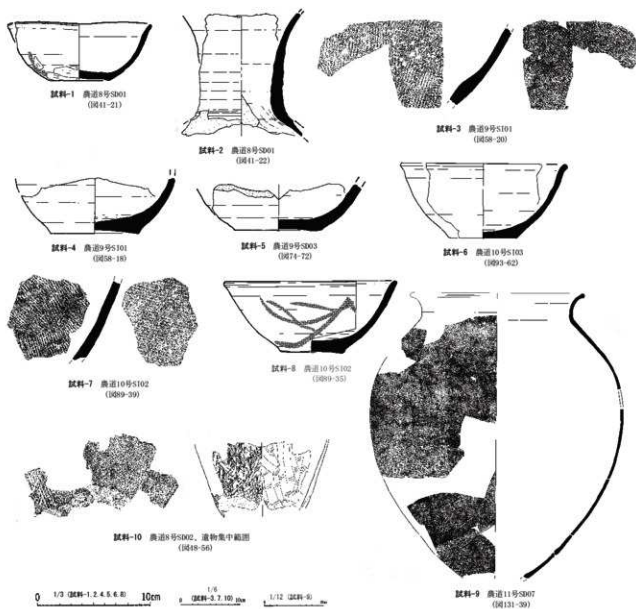 試料-1 農道8号SD01
(図41-21)
試料-2 農道8号SD01
(図41-22)
試料-3 農道9号SI01
(図58-20)
試料-4 農道9号SI01
(図58-18)
試料-5 農道9号SD03
(図74-72)
試料-6 農道10号SI03
(図93-62)
試料-7 農道10号SI02
(図89-39)
試料-8 農道10号SI02
(図89-35)
試料-10 農道8号SD02、遺物集中範囲
(図48-56)
試料-9 農道11号SD07
(図131-39)
0 1/3 (試料-1、2、4、5、6、8) 10cm
0 1/6 (試料-3、7、10) 10cm
0 1/12 (試料-9)